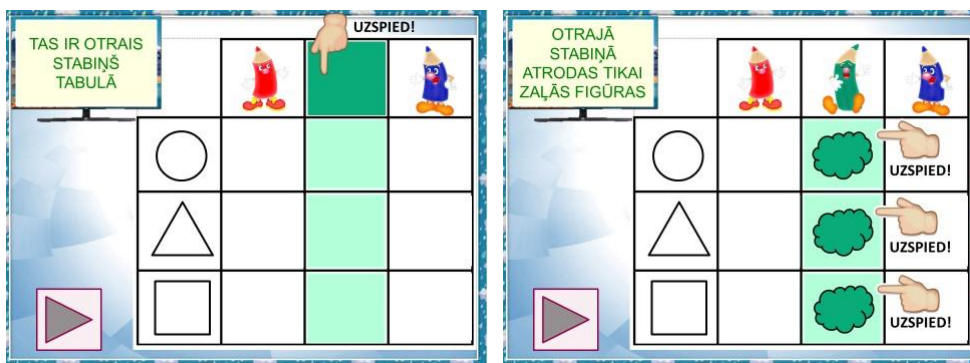 TAS IR OTRAIS
STABIŅŠ
TABULĀ
UZSPIED!
OTRAJĀ
STABIŅĀ
ATRODAS TIKAI
ZAĻĀS FIGŪRAS
UZSPIED!
UZSPIED!
UZSPIED!